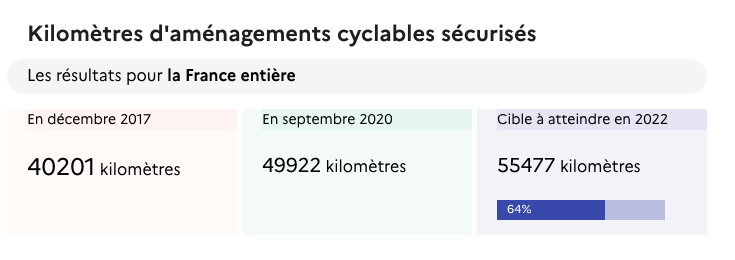 Kilomètres d'aménagements cyclables sécurisés
Les résultats pour la France entière
En décembre 2017
40201 kilomètres
En septembre 2020
49922 kilomètres
Cible à atteindre en 2022
55477 kilomètres
64%